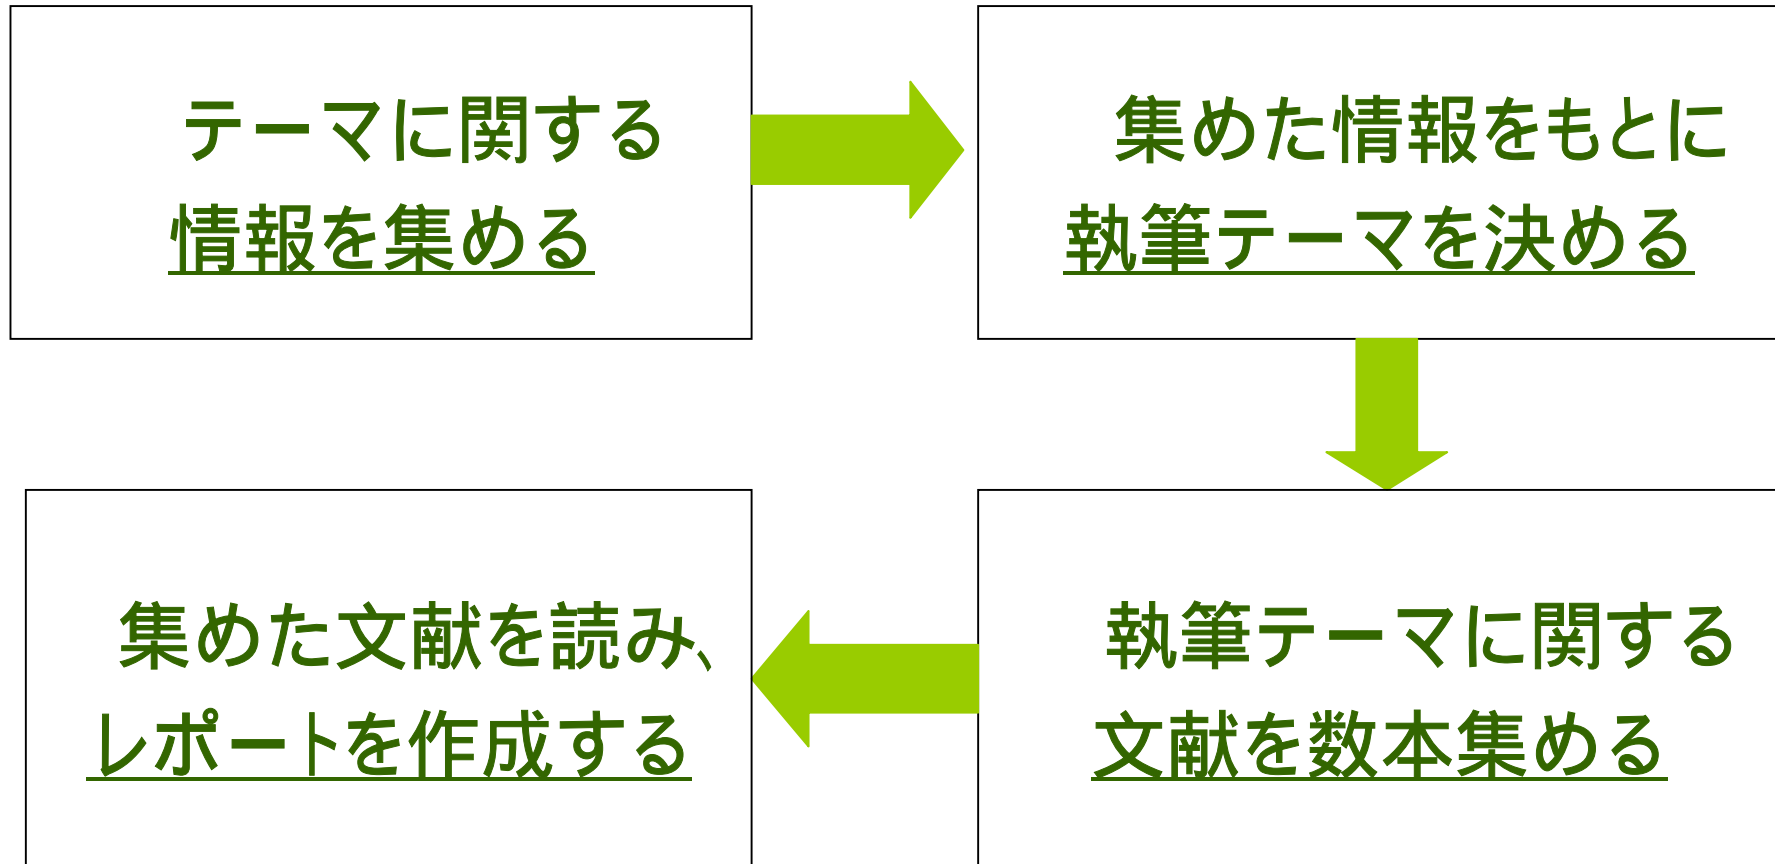 テーマに関する
情報を集める
集めた情報をもとに
執筆テーマを決める
執筆テーマに関する
文献を数本集める
集めた文献を読み、
レポートを作成する